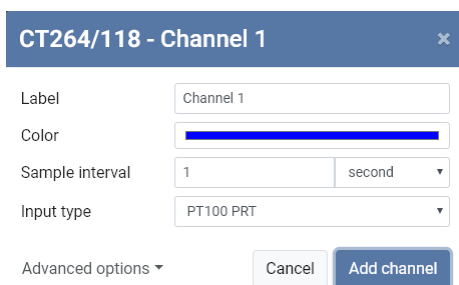 CT264/118 - Channel 1 ×
Label Channel 1
Color
Sample interval 1 second
Input type PT100 PRT
Advanced options Cancel Add channel